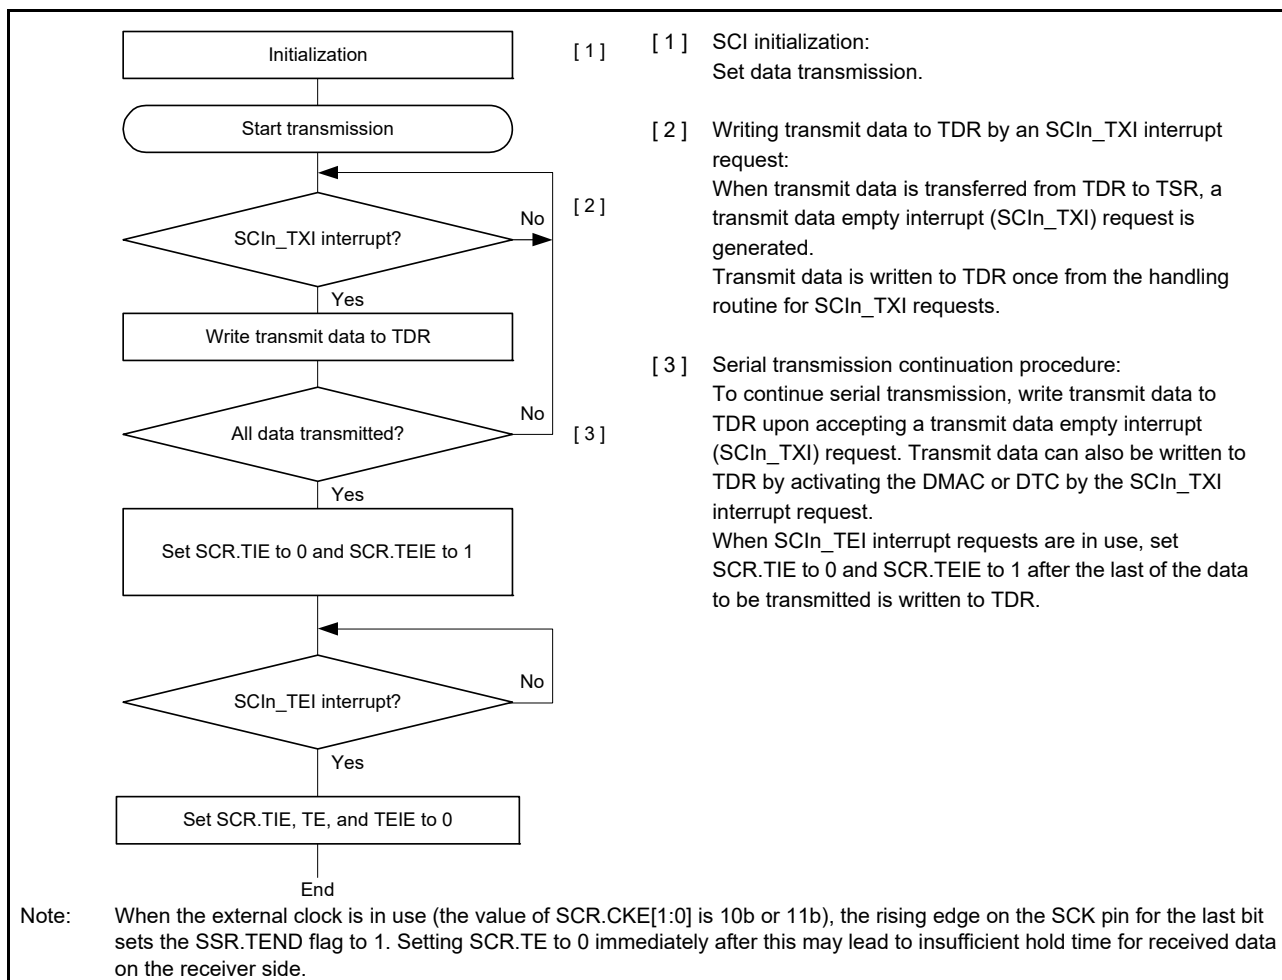 Initialization
[ 1 ]
Start transmission
[ 2 ]
SCIn_TXI interrupt?
No
Yes
Write transmit data to TDR
All data transmitted?
No
[ 3 ]
Yes
Set SCR.TIE to 0 and SCR.TEIE to 1
SCIn_TEI interrupt?
No
Yes
Set SCR.TIE, TE, and TEIE to 0
End
[ 1 ] SCI initialization:
Set data transmission.
[ 2 ] Writing transmit data to TDR by an SCIn_TXI interrupt
request:
When transmit data is transferred from TDR to TSR, a
transmit data empty interrupt (SCIn_TXI) request is
generated.
Transmit data is written to TDR once from the handling
routine for SCIn_TXI requests.
[ 3 ] Serial transmission continuation procedure:
To continue serial transmission, write transmit data to
TDR upon accepting a transmit data empty interrupt
(SCIn_TXI) request. Transmit data can also be written to
TDR by activating the DMAC or DTC by the SCIn_TXI
interrupt request.
When SCIn_TEI interrupt requests are in use, set
SCR.TIE to 0 and SCR.TEIE to 1 after the last of the data
to be transmitted is written to TDR.
Note: When the external clock is in use (the value of SCR.CKE[1:0] is 10b or 11b), the rising edge on the SCK pin for the last bit
sets the SSR.TEND flag to 1. Setting SCR.TE to 0 immediately after this may lead to insufficient hold time for received data
on the receiver side.